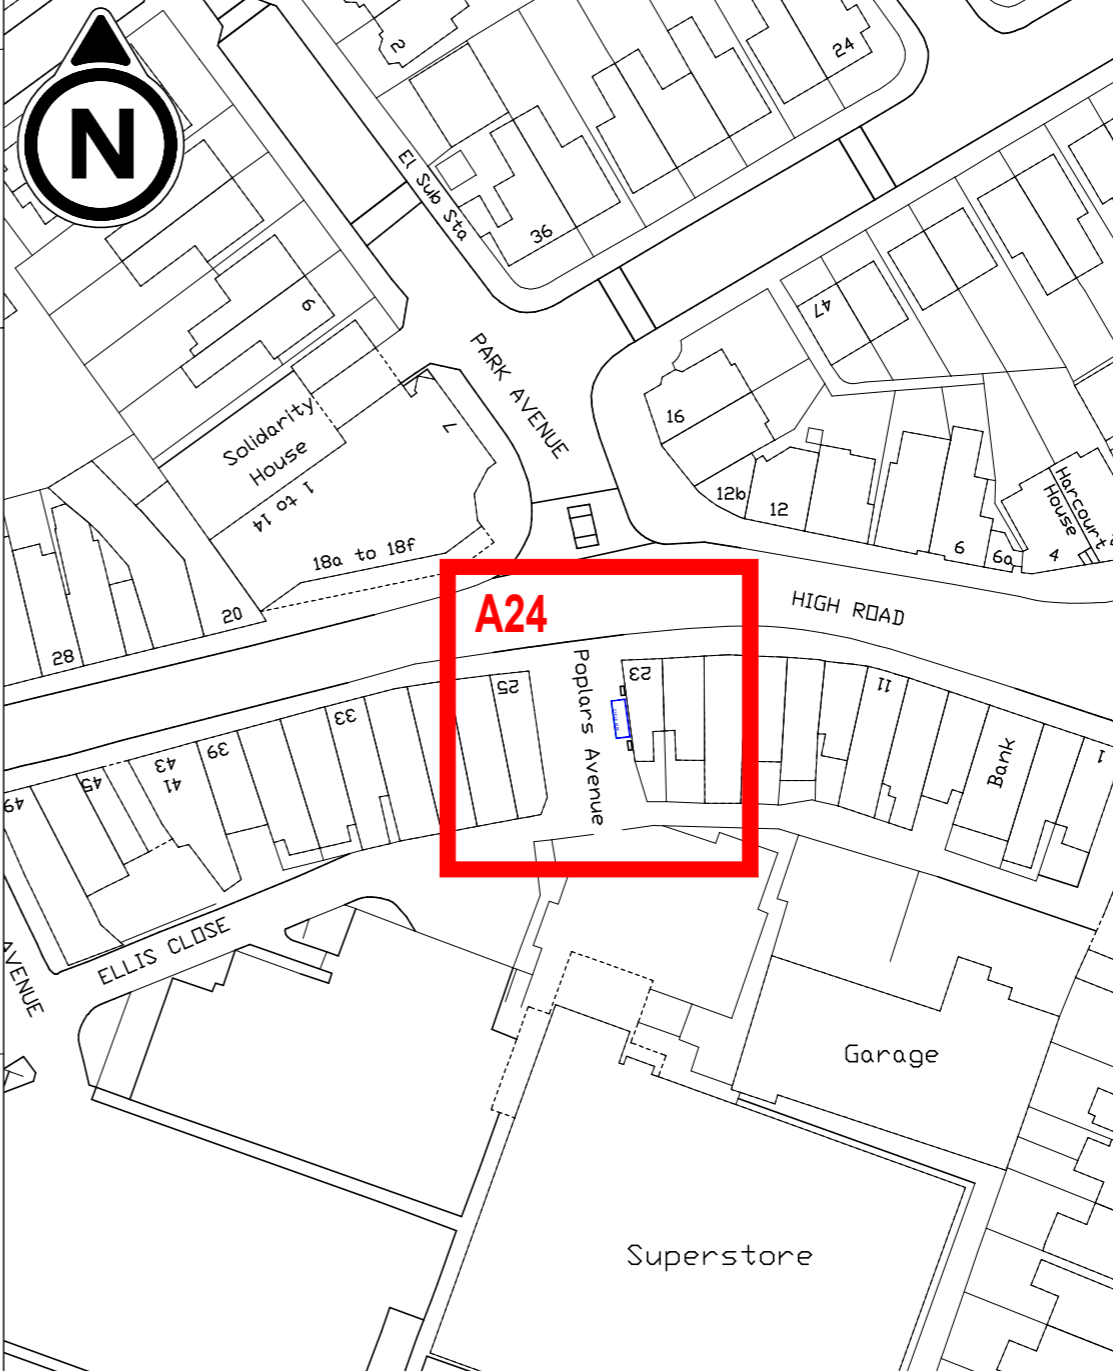 N
2
24
El Sub Sta
36
9
47
PARK AVENUE
16
7
Solidarity
House
1 to 14
12b
12
Harcourt
House
6
6a
4
18a to 18f
20
28
A24
HIGH ROAD
Poplars Avenue
23
25
11
33
39
43
41
45
49
Bank
1
ELLIS CLOSE
AVENUE
Garage
Superstore